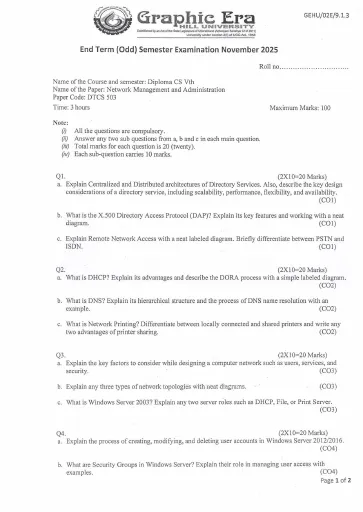 GEHU/02E/9.1.3
Graphic Era
HILL UNIVERSITY
End Term (Odd) Semester Examination November 2025
Roll no...............................
Name of the Course and semester: Diploma CS Vth
Name of the Paper: Network Management and Administration
Paper Code: DTCS 503
Time: 3 hours Maximum Marks: 100
Note:
(i) All the questions are compulsory.
(ii) Answer any two sub questions from a, b and c in each main question.
(iii) Total marks for each question is 20 (twenty).
(iv) Each sub-question carries 10 marks.
Q1. (2X10=20 Marks)
a. Explain Centralized and Distributed architectures of Directory Services. Also, describe the key design
considerations of a directory service, including scalability, performance, flexibility, and availability.
(CO1)
b. What is the X.500 Directory Access Protocol (DAP)? Explain its key features and working with a neat
diagram. (CO1)
c. Explain Remote Network Access with a neat labeled diagram. Briefly differentiate between PSTN and
ISDN. (CO1)
Q2. (2X10=20 Marks)
a. What is DHCP? Explain its advantages and describe the DORA process with a simple labeled diagram.
(CO2)
b. What is DNS? Explain its hierarchical structure and the process of DNS name resolution with an
example. (CO2)
c. What is Network Printing? Differentiate between locally connected and shared printers and write any
two advantages of printer sharing. (CO2)
Q3. (2X10=20 Marks)
a. Explain the key factors to consider while designing a computer network such as users, services, and
security. (CO3)
b. Explain any three types of network topologies with neat diagrams. (CO3)
c. What is Windows Server 2003? Explain any two server roles such as DHCP, File, or Print Server.
(CO3)
Q4. (2X10=20 Marks)
a. Explain the process of creating, modifying, and deleting user accounts in Windows Server 2012/2016.
(CO4)
b. What are Security Groups in Windows Server? Explain their role in managing user access with
examples. (CO4)
Page 1 of 2